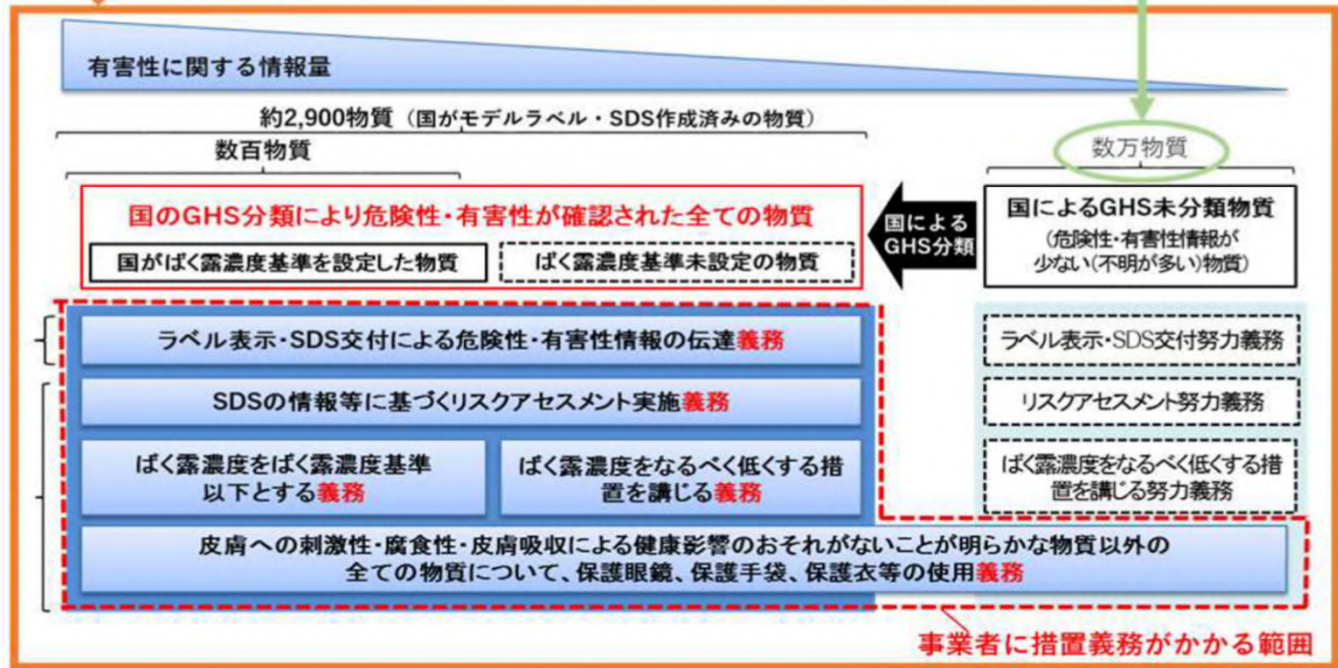 有害性に関する情報量
約2,900物質（国がモデルラベル・SDS作成済みの物質）
数百物質
数万物質
国のGHS分類により危険性・有害性が確認された全ての物質
国がばく露濃度基準を設定した物質
ばく露濃度基準未設定の物質
国による
GHS分類
国によるGHS未分類物質
（危険性・有害性情報が
少ない（不明が多い）物質）
ラベル表示・SDS交付による危険性・有害性情報の伝達義務
ラベル表示・SDS交付努力義務
SDSの情報等に基づくリスクアセスメント実施義務
リスクアセスメント努力義務
ばく露濃度をばく露濃度基準
以下とする義務
ばく露濃度をなるべく低くする措
置を講じる義務
ばく露濃度をなるべく低くする措
置を講じる努力義務
皮膚への刺激性・腐食性・皮膚吸収による健康影響のおそれがないことが明らかな物質以外の
全ての物質について、保護眼鏡、保護手袋、保護衣等の使用義務
事業者に措置義務がかかる範囲